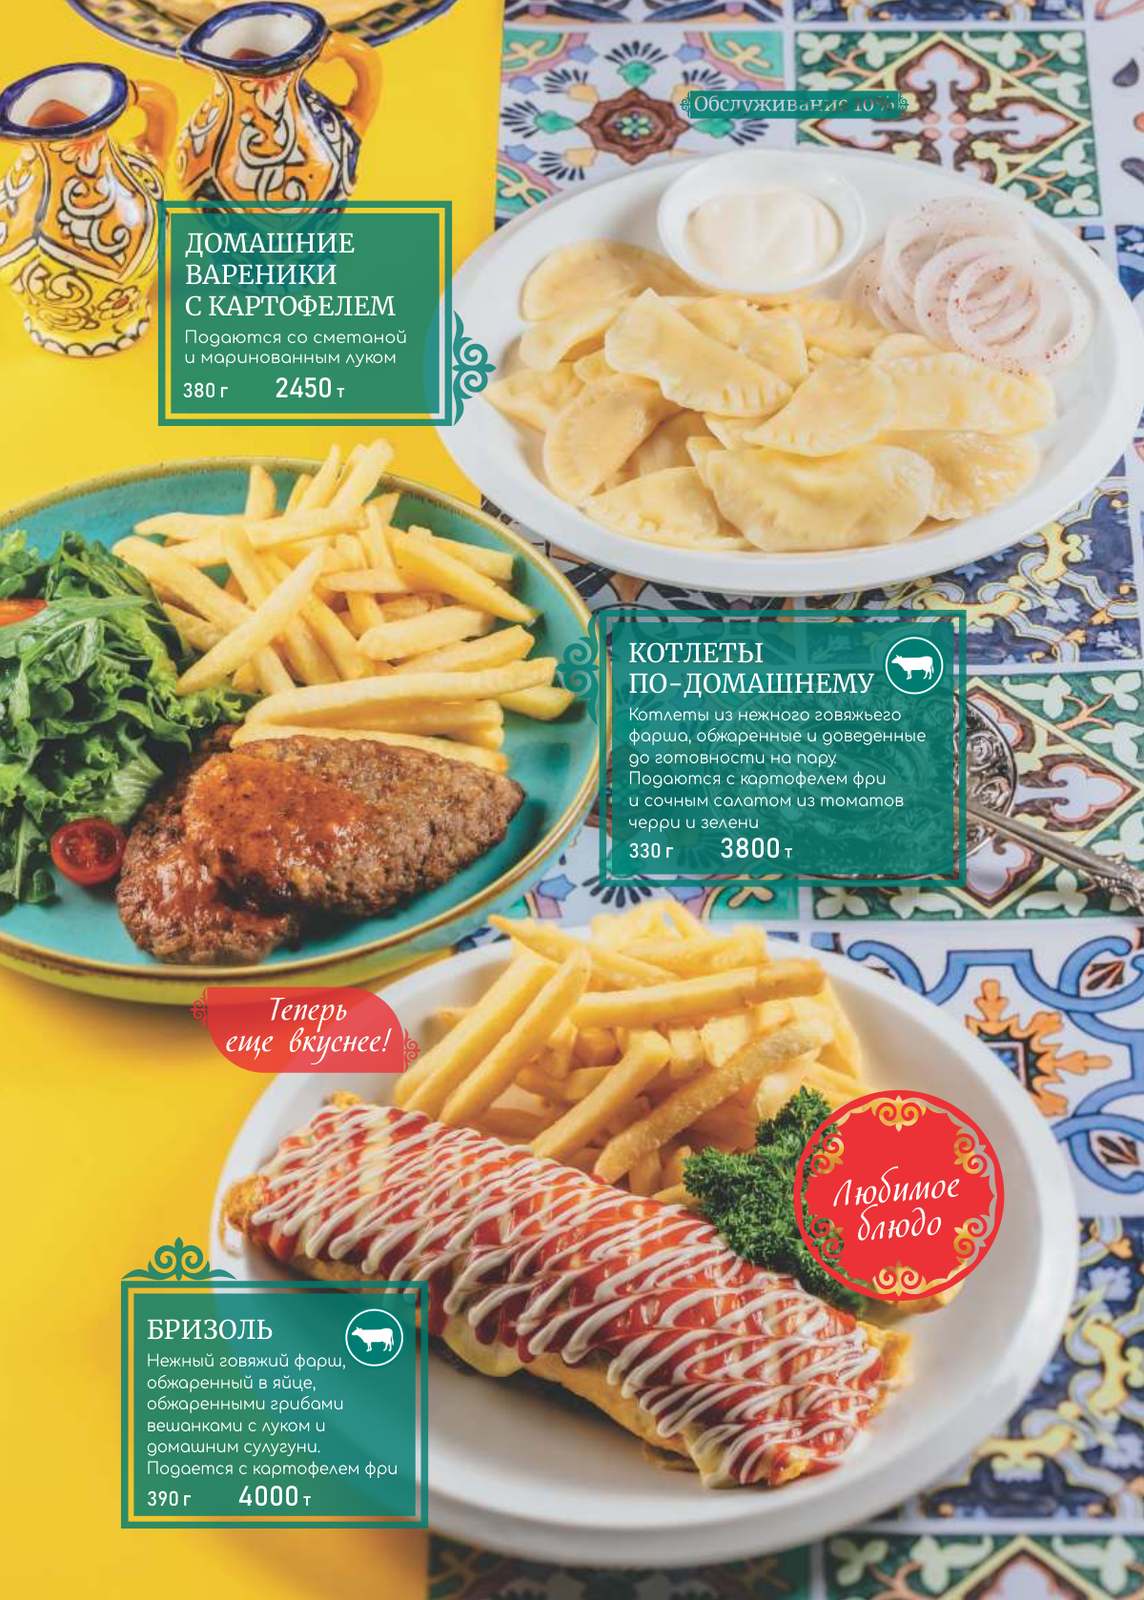 Обслуживание 10%
ДОМАШНИЕ
ВАРЕНИКИ
С КАРТОФЕЛЕМ
Подаются со сметаной
и маринованным луком
380 г 2450 т
КОТЛЕТЫ
ПО-ДОМАШНЕМУ
Котлеты из нежного говяжьего
фарша, обжаренные и доведенные
до готовности на пару.
Подаются с картофелем фри
и сочным салатом из томатов
черри и зелени
330 г 3800 т
Теперь
еще вкуснее!
Любимое
блюдо
БРИЗОЛЬ
Нежный говяжий фарш,
обжаренный в яйце,
обжаренными грибами
вешанками с луком и
домашним сулугуни.
Подается с картофелем фри
390 г 4000 т